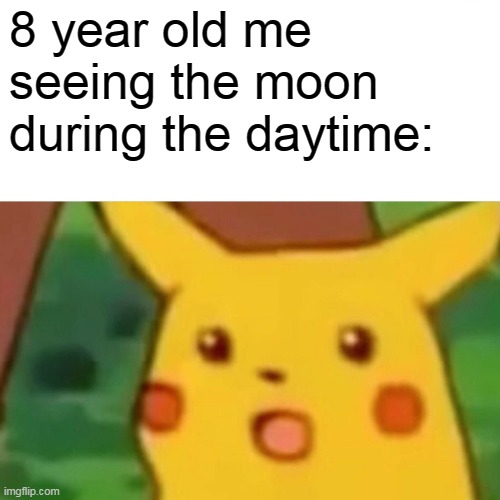 8 year old me
seeing the moon
during the daytime:
imgflip.com